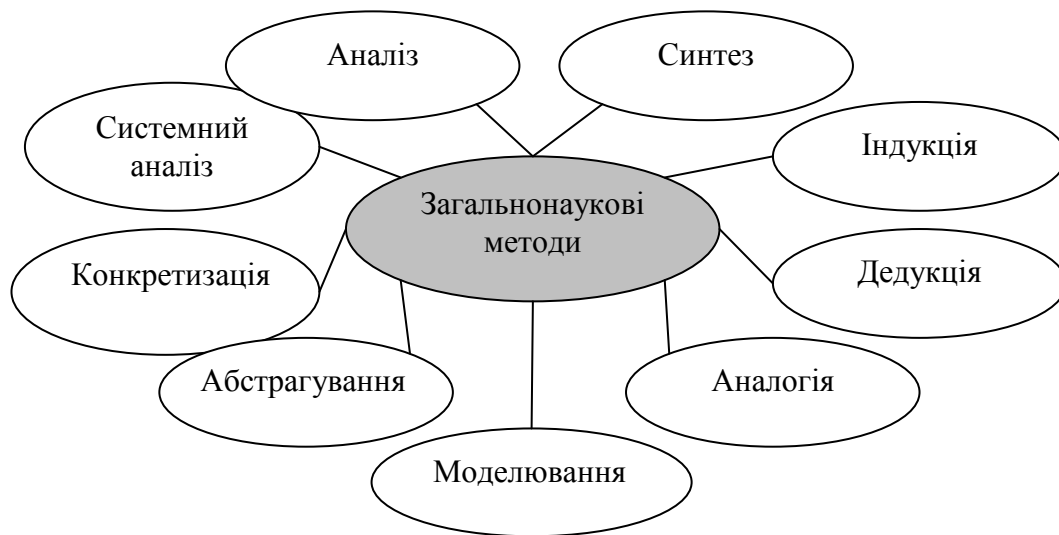 Аналіз
Синтез
Системний
аналіз
Індукція
Загальнонаукові
методи
Конкретизація
Дедукція
Абстрагування
Аналогія
Моделювання